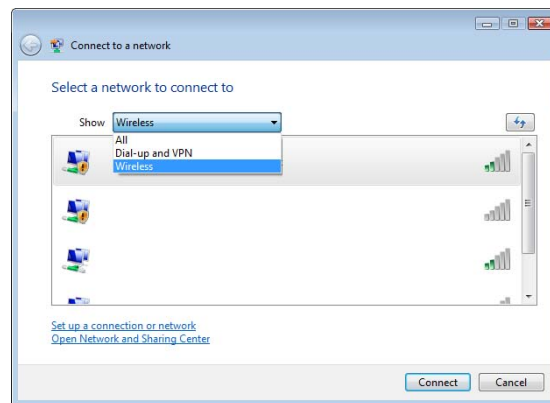 Connect to a network
Select a network to connect to
Show Wireless
All
Dial-up and VPN
Wireless
Set up a connection or network
Open Network and Sharing Center
Connect Cancel